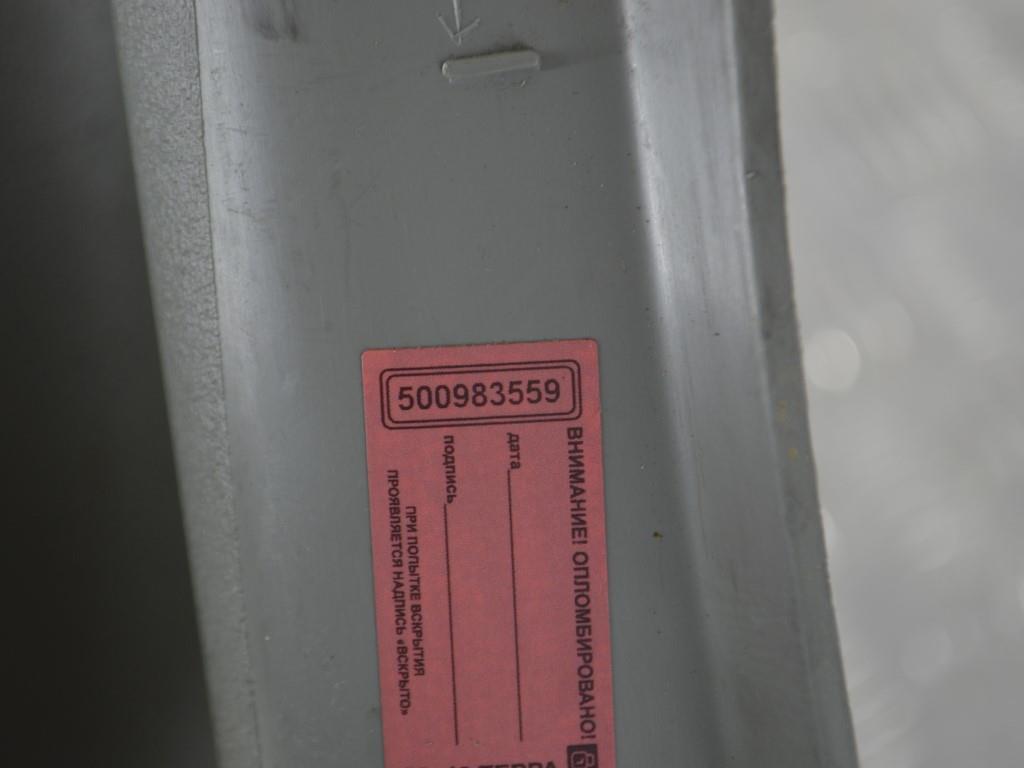 500983559
ВНИМАНИЕ! ОПЛОМБИРОВАНО!
дата
подпись
ПРИ ПОПЫТКЕ ВСКРЫТИЯ
ПРОЯВЛЯЕТСЯ НАДПИСЬ «ВСКРЫТО»